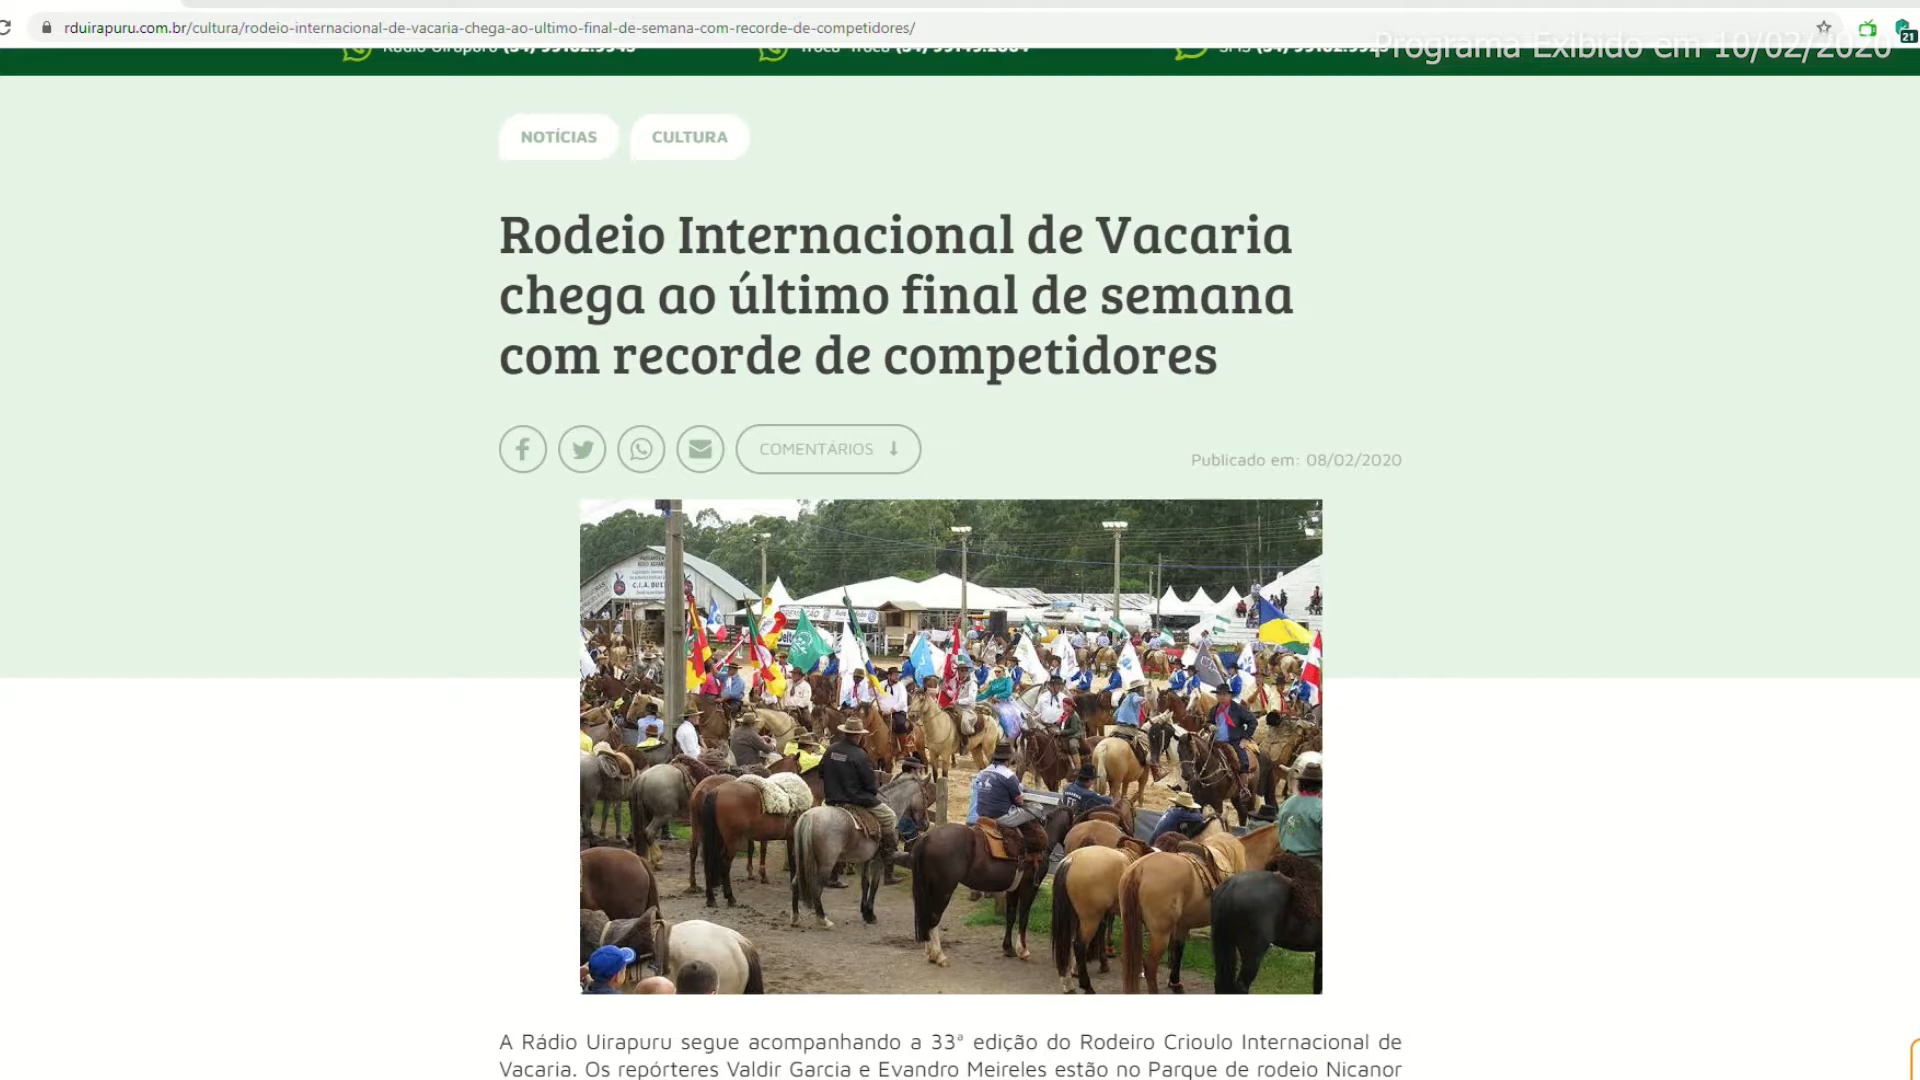 rduirapuru.com.br/cultura/rodeio-internacional-de-vacaria-chega-ao-ultimo-final-de-semana-com-recorde-de-competidores/
21
Programa Exibido em 10/02/2020
NOTÍCIAS
CULTURA
Rodeio Internacional de Vacaria
chega ao último final de semana
com recorde de competidores
COMENTÁRIOS
Publicado em: 08/02/2020
A Rádio Uirapuru segue acompanhando a 33ª edição do Rodeiro Crioulo Internacional de
Vacaria. Os repórteres Valdir Garcia e Evandro Meireles estão no Parque de rodeio Nicanor